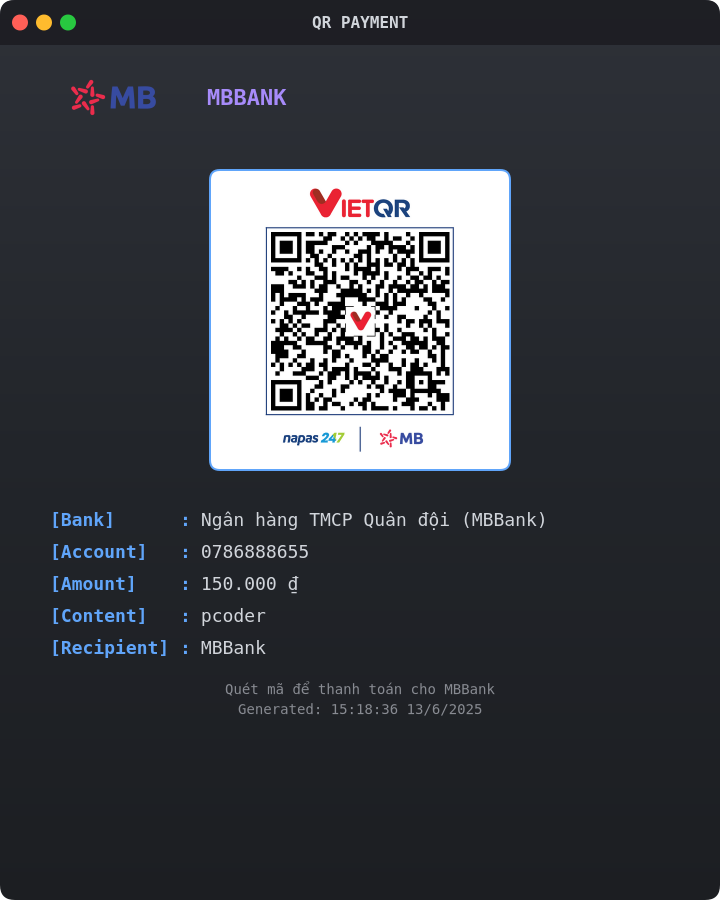 QR PAYMENT
MB MBBANK
VIETQR
napas 247 | MB
[Bank] : Ngân hàng TMCP Quân đội (MBBank)
[Account] : 0786888655
[Amount] : 150.000 ₫
[Content] : pcoder
[Recipient] : MBBank
Quét mã để thanh toán cho MBBank
Generated: 15:18:36 13/6/2025